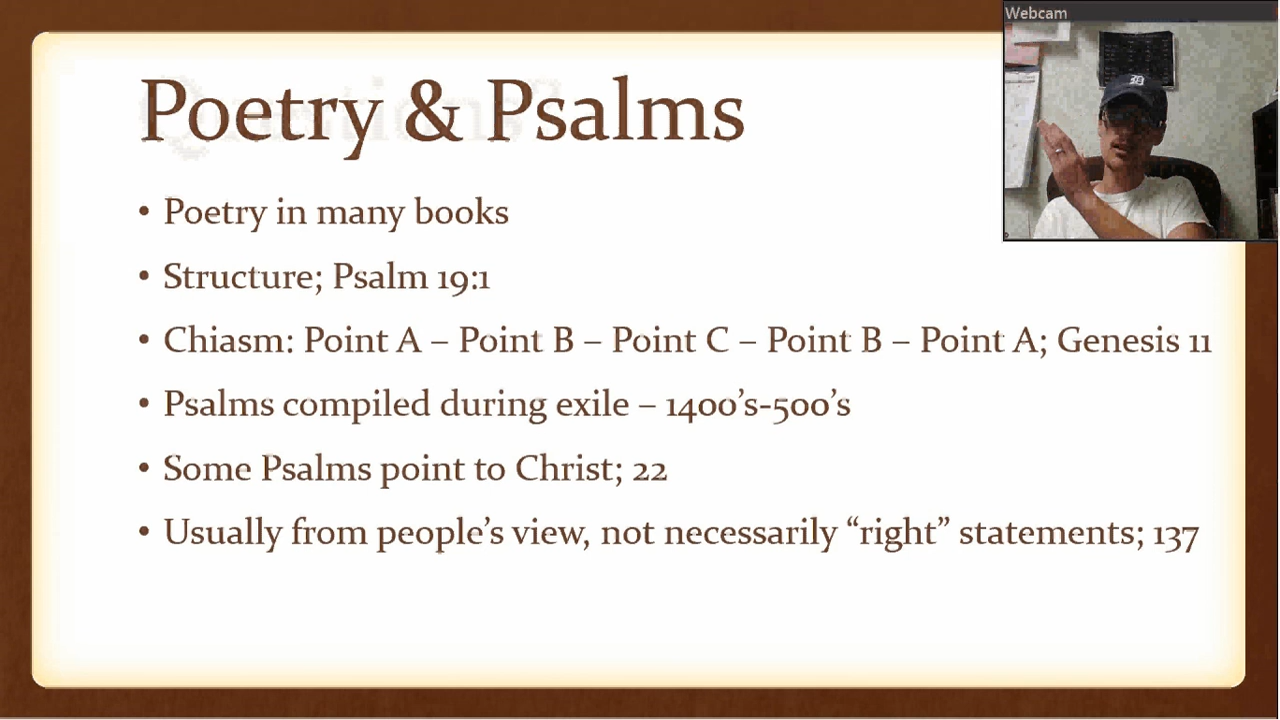 Webcam
Poetry & Psalms
• Poetry in many books
• Structure; Psalm 19:1
• Chiasm: Point A – Point B – Point C – Point B – Point A; Genesis 11
• Psalms compiled during exile – 1400’s-500’s
• Some Psalms point to Christ; 22
• Usually from people’s view, not necessarily “right” statements; 137